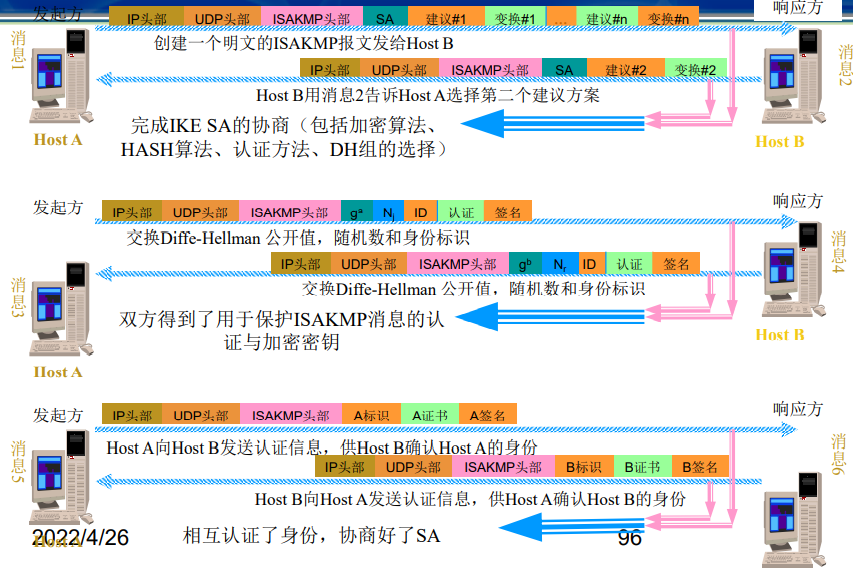 发起方
响应方
IP头部 UDP头部 ISAKMP头部 SA 建议#1 变换#1 … 建议#n 变换#n
消息1
创建一个明文的ISAKMP报文发给Host B
消息2
IP头部 UDP头部 ISAKMP头部 SA 建议#2 变换#2
Host B用消息2告诉Host A选择第二个建议方案
完成IKE SA的协商（包括加密算法、
HASH算法、认证方法、DH组的选择）
Host A
Host B
发起方
响应方
IP头部 UDP头部 ISAKMP头部 gᵃ Ni ID 认证 签名
交换Diffe-Hellman 公开值，随机数和身份标识
消息4
IP头部 UDP头部 ISAKMP头部 gᵇ Nr ID 认证 签名
消息3
交换Diffe-Hellman 公开值，随机数和身份标识
双方得到了用于保护ISAKMP消息的认
证与加密密钥
Host B
Host A
发起方
响应方
IP头部 UDP头部 ISAKMP头部 A标识 A证书 A签名
Host A向Host B发送认证信息，供Host B确认Host A的身份
消息5
消息6
IP头部 UDP头部 ISAKMP头部 B标识 B证书 B签名
Host B向Host A发送认证信息，供Host A确认Host B的身份
相互认证了身份，协商好了SA
Host A
2022/4/26
96